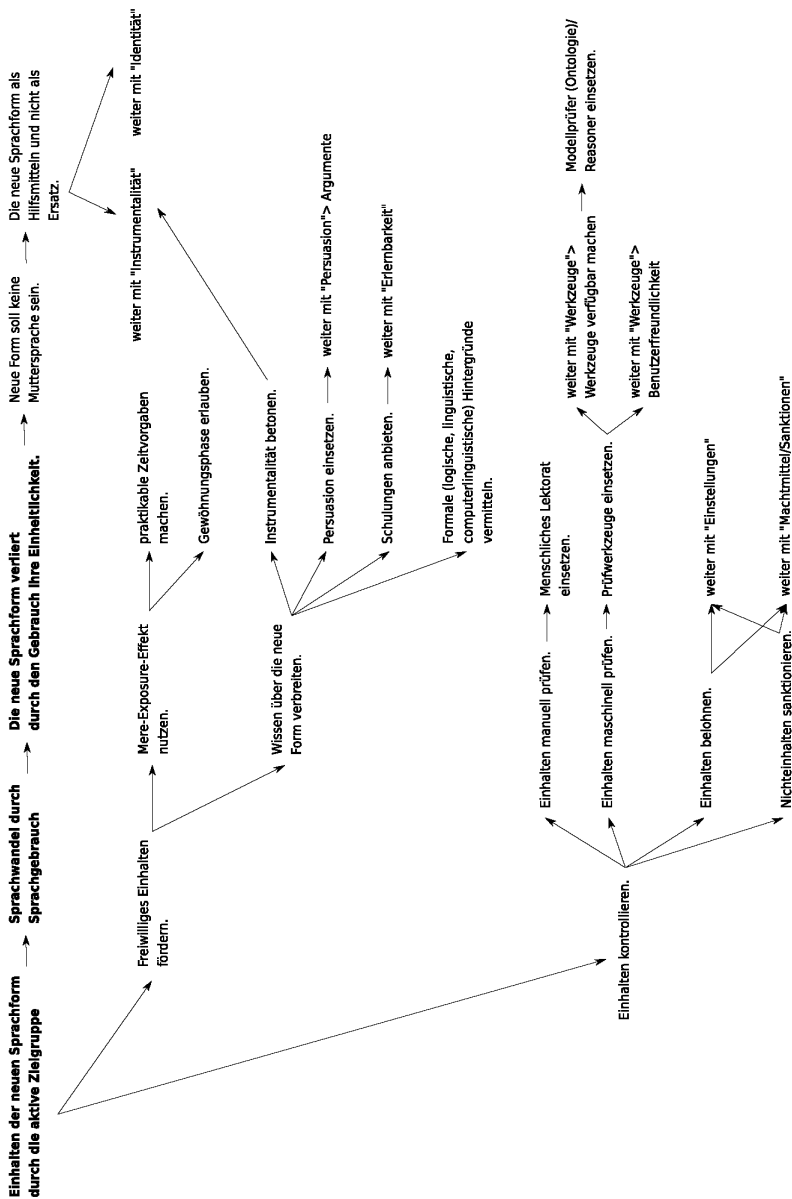 Einhalten der neuen Sprachform
durch die aktive Zielgruppe
Sprachwandel durch
Sprachgebrauch
Die neue Sprachform verliert
durch den Gebrauch ihre Einheitlichkeit.
Neue Form soll keine
Muttersprache sein.
Die neue Sprachform als
Hilfsmitteln und nicht als
Ersatz.
weiter mit "Instrumentalität"
weiter mit "Identität"
Freiwilliges Einhalten
fördern.
Mere-Exposure-Effekt
nutzen.
praktikable Zeitvorgaben
machen.
Gewöhnungsphase erlauben.
Wissen über die neue
Form verbreiten.
Instrumentalität betonen.
Persuasion einsetzen.
weiter mit "Persuasion"> Argumente
Schulungen anbieten.
weiter mit "Erlernbarkeit"
Formale (logische, linguistische,
computerlinguistische) Hintergründe
vermitteln.
Einhalten kontrollieren.
Einhalten manuell prüfen.
Menschliches Lektorat
einsetzen.
Einhalten maschinell prüfen.
Prüfwerkzeuge einsetzen.
weiter mit "Werkzeuge">
Werkzeuge verfügbar machen
Modellprüfer (Ontologie)/
Reasoner einsetzen.
weiter mit "Werkzeuge">
Benutzerfreundlichkeit
Einhalten belohnen.
weiter mit "Einstellungen"
Nichteinhalten sanktionieren.
weiter mit "Machtmittel/Sanktionen"